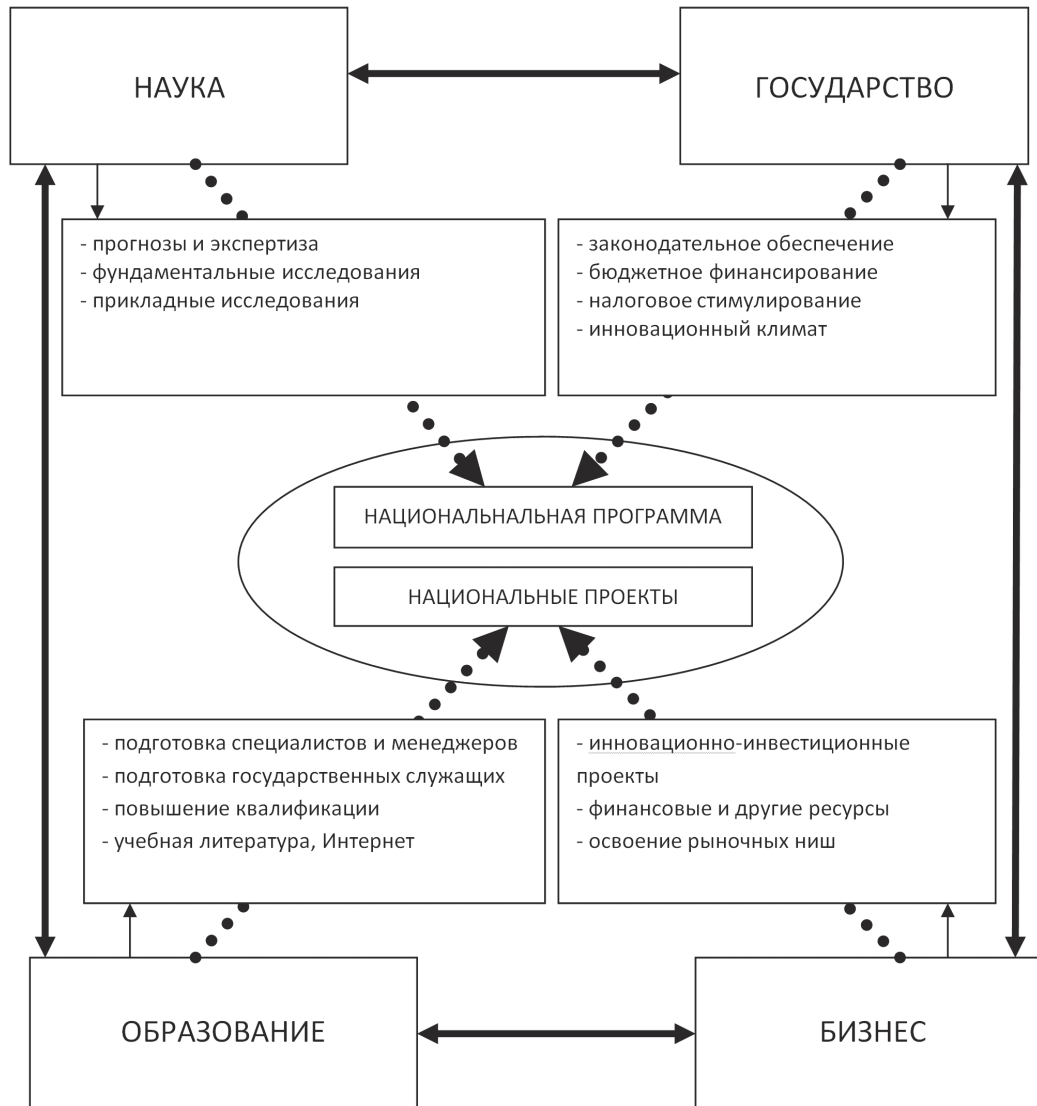 НАУКА
ГОСУДАРСТВО
- прогнозы и экспертиза
- фундаментальные исследования
- прикладные исследования
- законодательное обеспечение
- бюджетное финансирование
- налоговое стимулирование
- инновационный климат
НАЦИОНАЛЬНАЛЬНАЯ ПРОГРАММА
НАЦИОНАЛЬНЫЕ ПРОЕКТЫ
- подготовка специалистов и менеджеров
- подготовка государственных служащих
- повышение квалификации
- учебная литература, Интернет
- инновационно-инвестиционные
проекты
- финансовые и другие ресурсы
- освоение рыночных ниш
ОБРАЗОВАНИЕ
БИЗНЕС